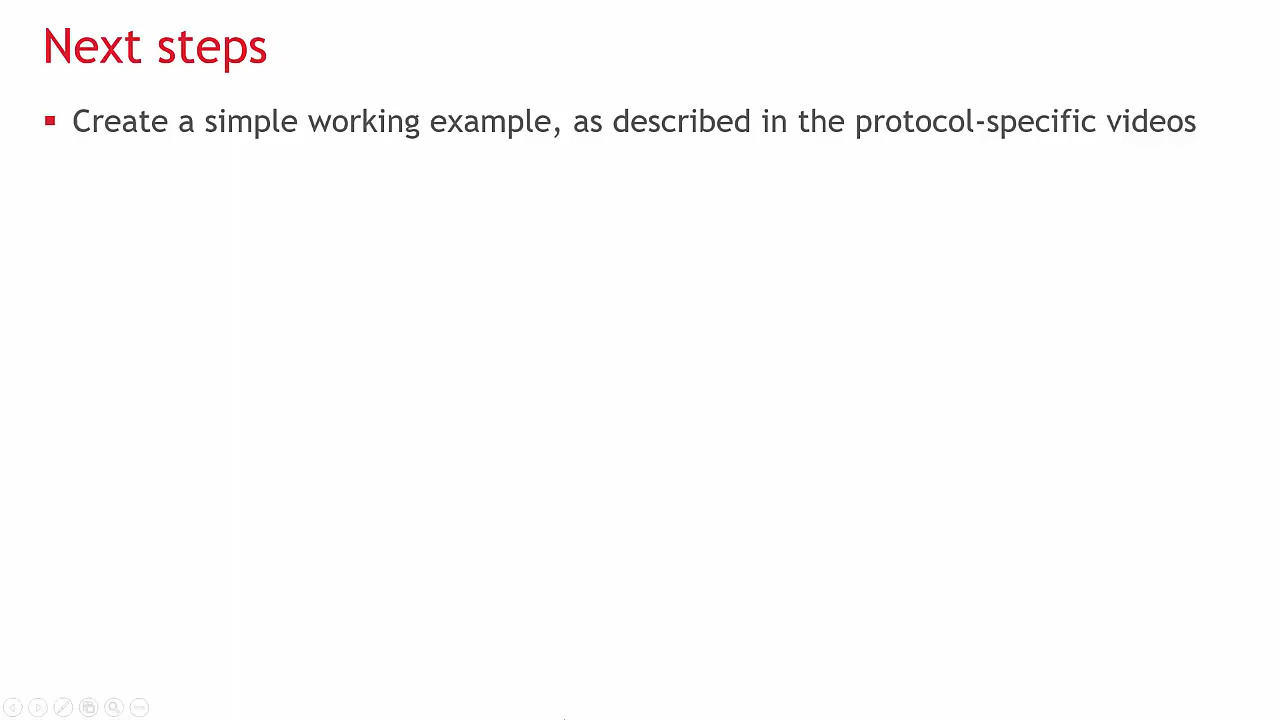 Next steps
Create a simple working example, as described in the protocol-specific videos